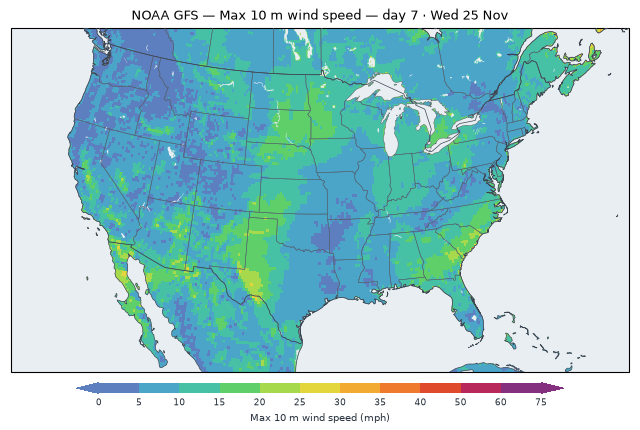 NOAA GFS — Max 10 m wind speed — day 7 · Wed 25 Nov
0 5 10 15 20 25 30 35 40 50 60 75
Max 10 m wind speed (mph)